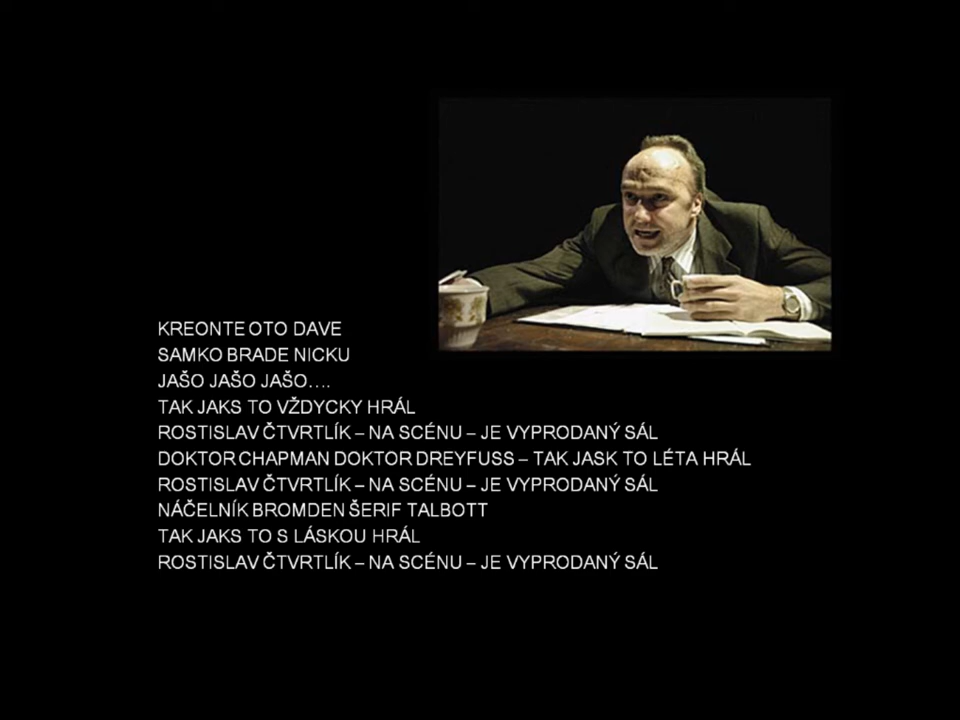 KREONTE OTO DAVE
SAMKO BRADE NICKU
JAŠO JAŠO JAŠO….
TAK JAKS TO VŽDYCKY HRÁL
ROSTISLAV ČTVRTLÍK – NA SCÉNU – JE VYPRODANÝ SÁL
DOKTOR CHAPMAN DOKTOR DREYFUSS – TAK JASK TO LÉTA HRÁL
ROSTISLAV ČTVRTLÍK – NA SCÉNU – JE VYPRODANÝ SÁL
NÁČELNÍK BROMDEN ŠERIF TALBOTT
TAK JAKS TO S LÁSKOU HRÁL
ROSTISLAV ČTVRTLÍK – NA SCÉNU – JE VYPRODANÝ SÁL